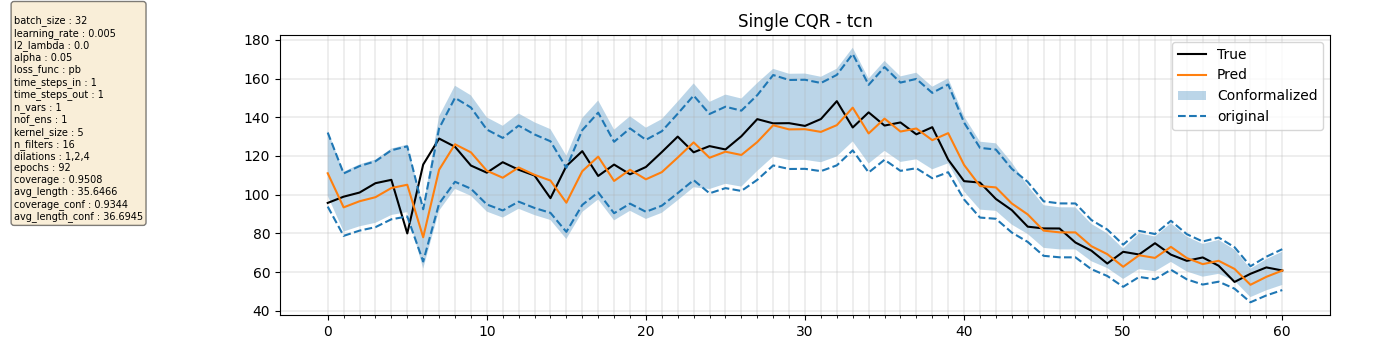 batch_size : 32
learning_rate : 0.005
l2_lambda : 0.0
alpha : 0.05
loss_func : pb
time_steps_in : 1
time_steps_out : 1
n_vars : 1
nof_ens : 1
kernel_size : 5
n_filters : 16
dilations : 1,2,4
epochs : 92
coverage : 0.9508
avg_length : 35.6466
coverage_conf : 0.9344
avg_length_conf : 36.6945
Single CQR - tcn
180
160
140
120
100
80
60
40
0 10 20 30 40 50 60
True
Pred
Conformalized
original